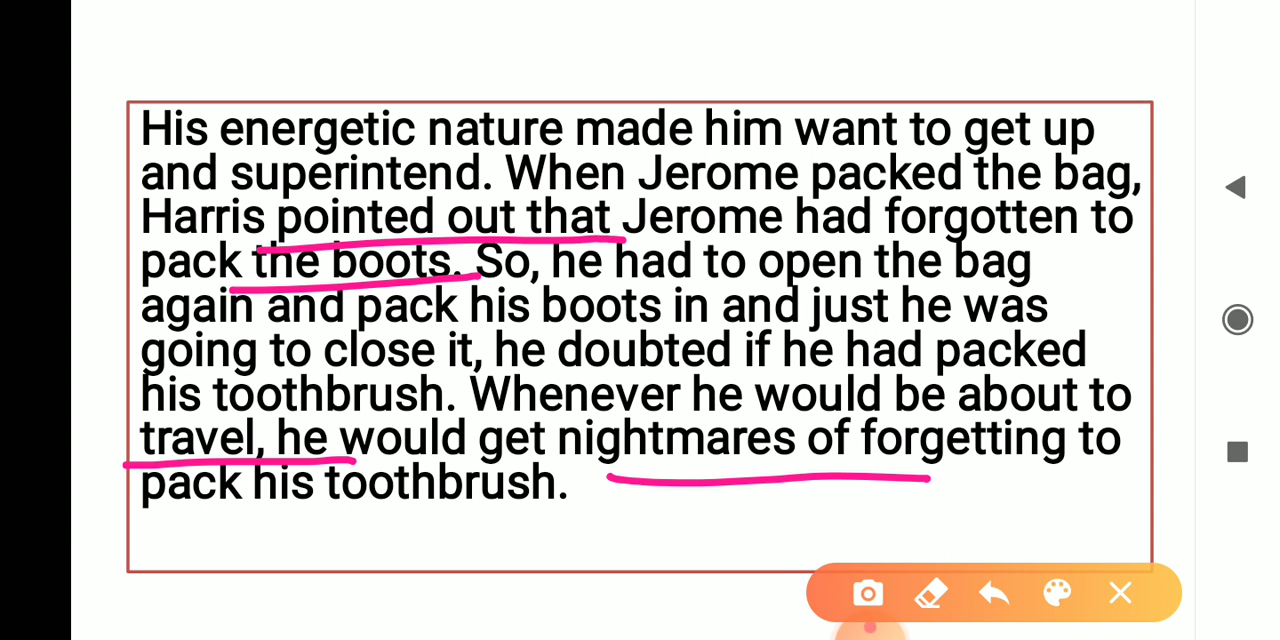 His energetic nature made him want to get up
and superintend. When Jerome packed the bag,
Harris pointed out that Jerome had forgotten to
pack the boots. So, he had to open the bag
again and pack his boots in and just he was
going to close it, he doubted if he had packed
his toothbrush. Whenever he would be about to
travel, he would get nightmares of forgetting to
pack his toothbrush.